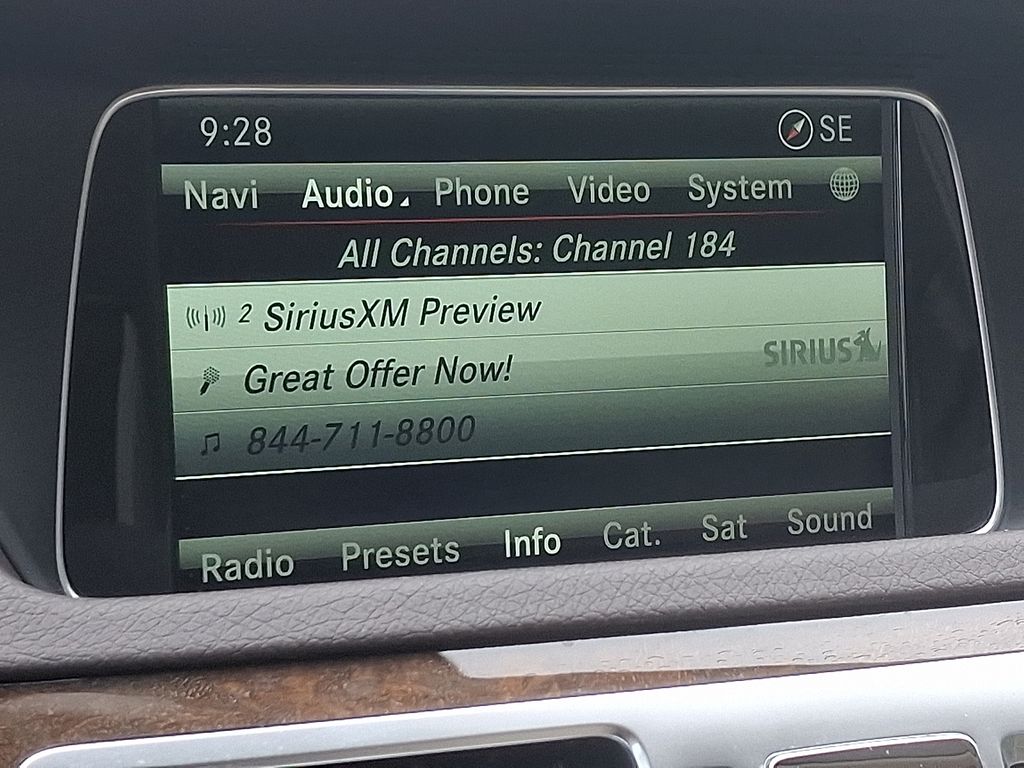 9:28 SE
Navi Audio Phone Video System
All Channels: Channel 184
2 SiriusXM Preview
Great Offer Now! SIRIUS
844-711-8800
Radio Presets Info Cat. Sat Sound